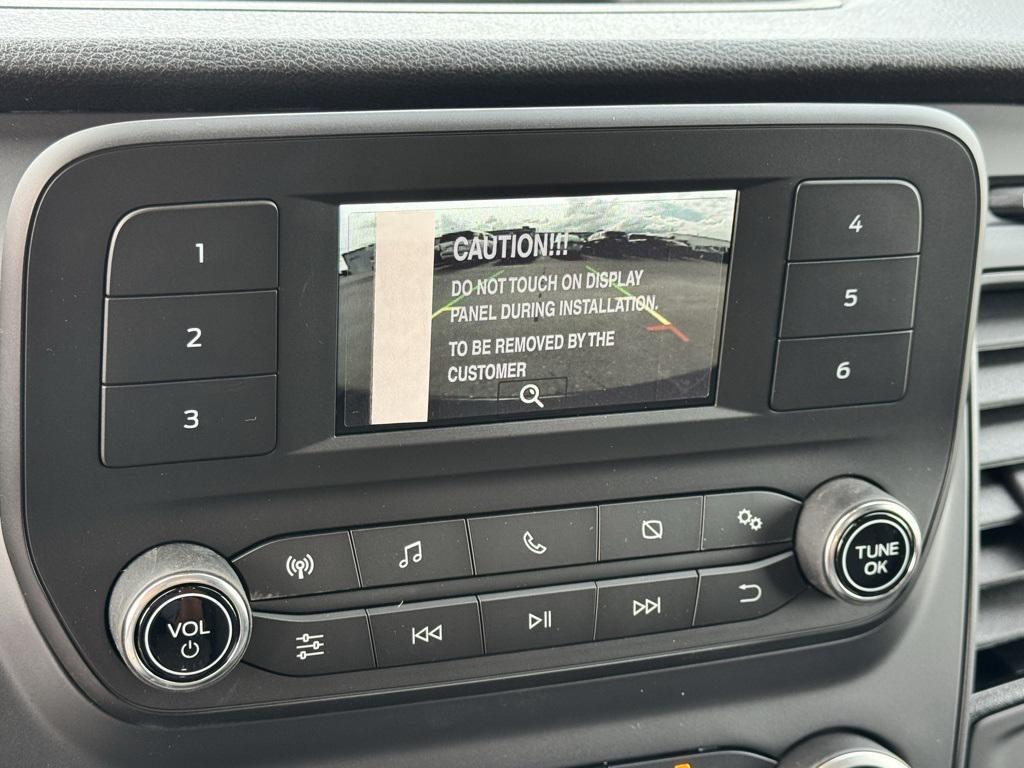 1
2
3
CAUTION!!!
DO NOT TOUCH ON DISPLAY
PANEL DURING INSTALLATION.
TO BE REMOVED BY THE
CUSTOMER
4
5
6
VOL
TUNE
OK